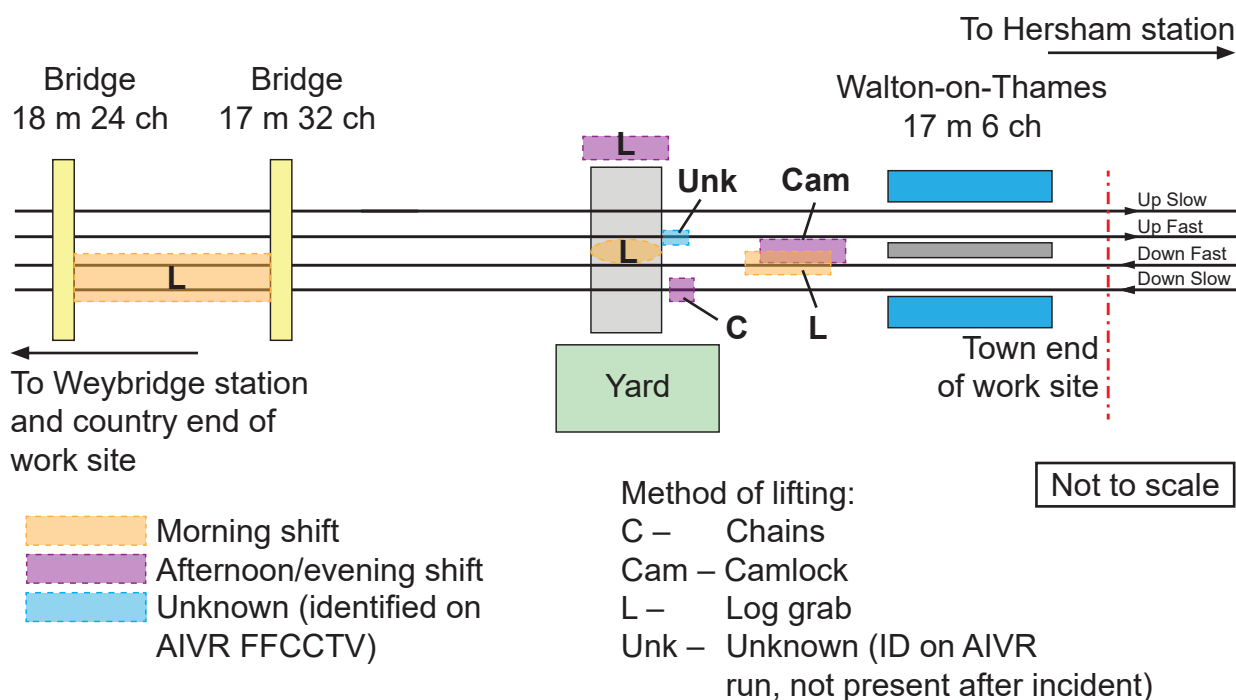 To Hersham station
Bridge
18 m 24 ch
Bridge
17 m 32 ch
Walton-on-Thames
17 m 6 ch
L
Unk
Cam
Up Slow
Up Fast
Down Fast
Down Slow
L
L
C
L
To Weybridge station
and country end of
work site
Yard
Town end
of work site
Not to scale
Morning shift
Afternoon/evening shift
Unknown (identified on
AIVR FFCCTV)
Method of lifting:
C – Chains
Cam – Camlock
L – Log grab
Unk – Unknown (ID on AIVR
run, not present after incident)